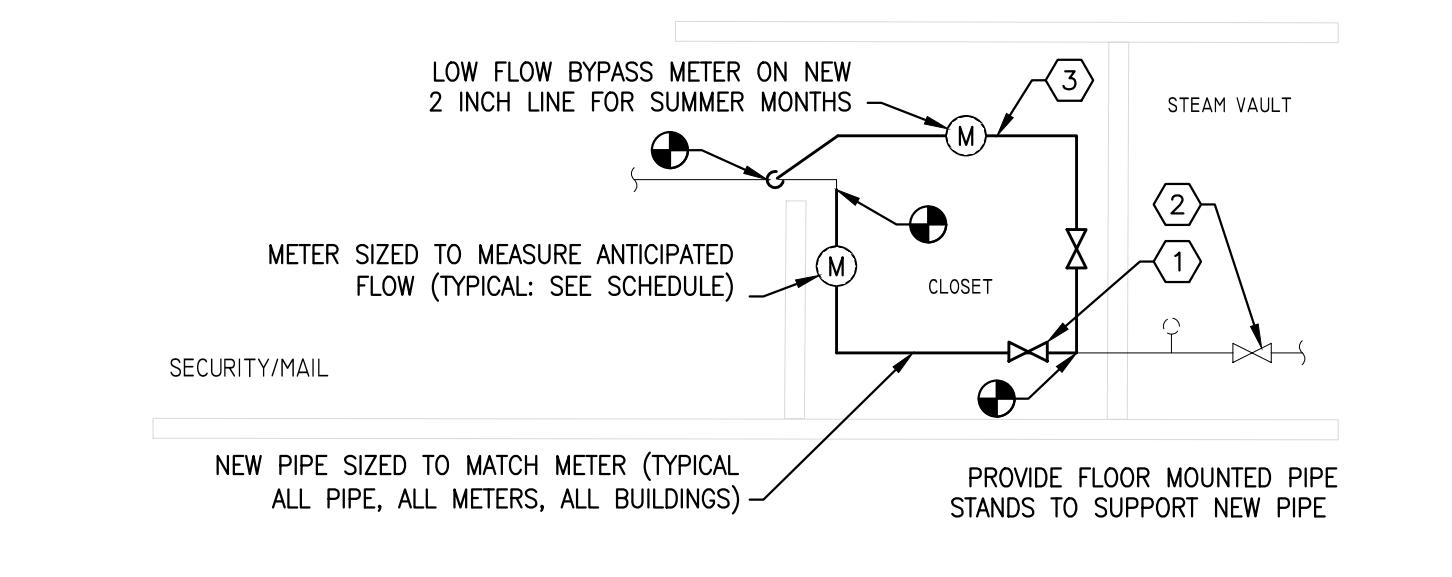 LOW FLOW BYPASS METER ON NEW
2 INCH LINE FOR SUMMER MONTHS
3
STEAM VAULT
M
2
METER SIZED TO MEASURE ANTICIPATED
FLOW (TYPICAL: SEE SCHEDULE)
M
1
CLOSET
SECURITY/MAIL
NEW PIPE SIZED TO MATCH METER (TYPICAL
ALL PIPE, ALL METERS, ALL BUILDINGS)
PROVIDE FLOOR MOUNTED PIPE
STANDS TO SUPPORT NEW PIPE